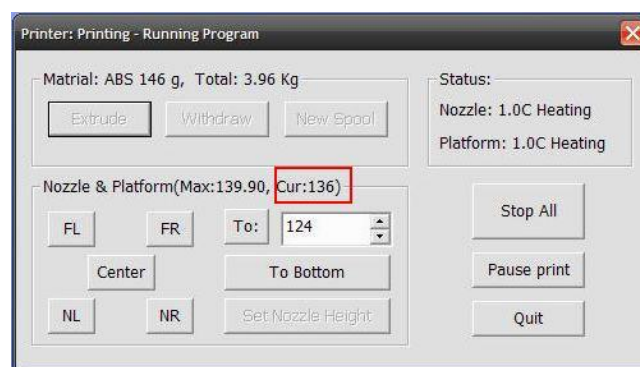 Printer: Printing - Running Program
Matrial: ABS 146 g, Total: 3.96 Kg
Extrude
Withdraw
New Spool
Status:
Nozzle: 1.0C Heating
Platform: 1.0C Heating
Nozzle & Platform(Max:139.90, Cur:136)
FL
FR
To:
124
Center
To Bottom
NL
NR
Set Nozzle Height
Stop All
Pause print
Quit